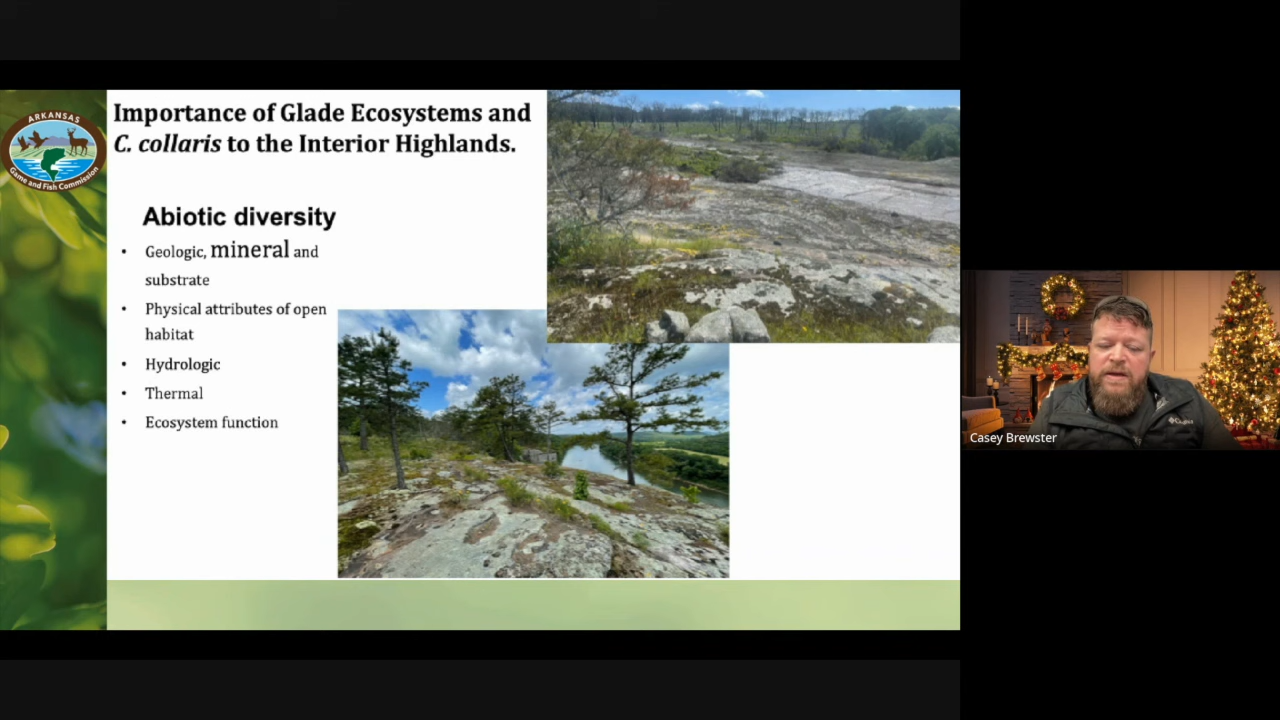 ARKANSAS
Game and Fish Commission
Importance of Glade Ecosystems and
C. collaris to the Interior Highlands.
Abiotic diversity
• Geologic, mineral and
substrate
• Physical attributes of open
habitat
• Hydrologic
• Thermal
• Ecosystem function
Columbia
Casey Brewster